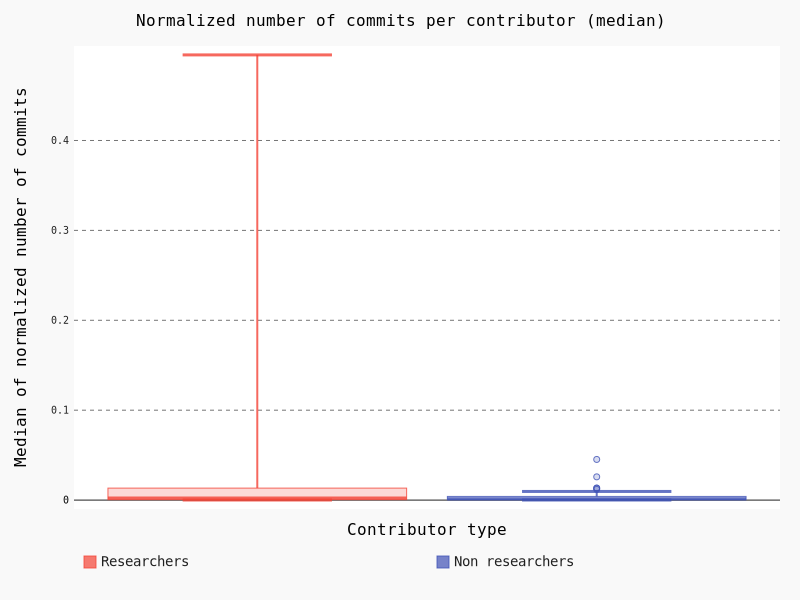 Normalized number of commits per contributor (median)
Median of normalized number of commits
0.4
0.3
0.2
0.1
0
Contributor type
Researchers
Non researchers